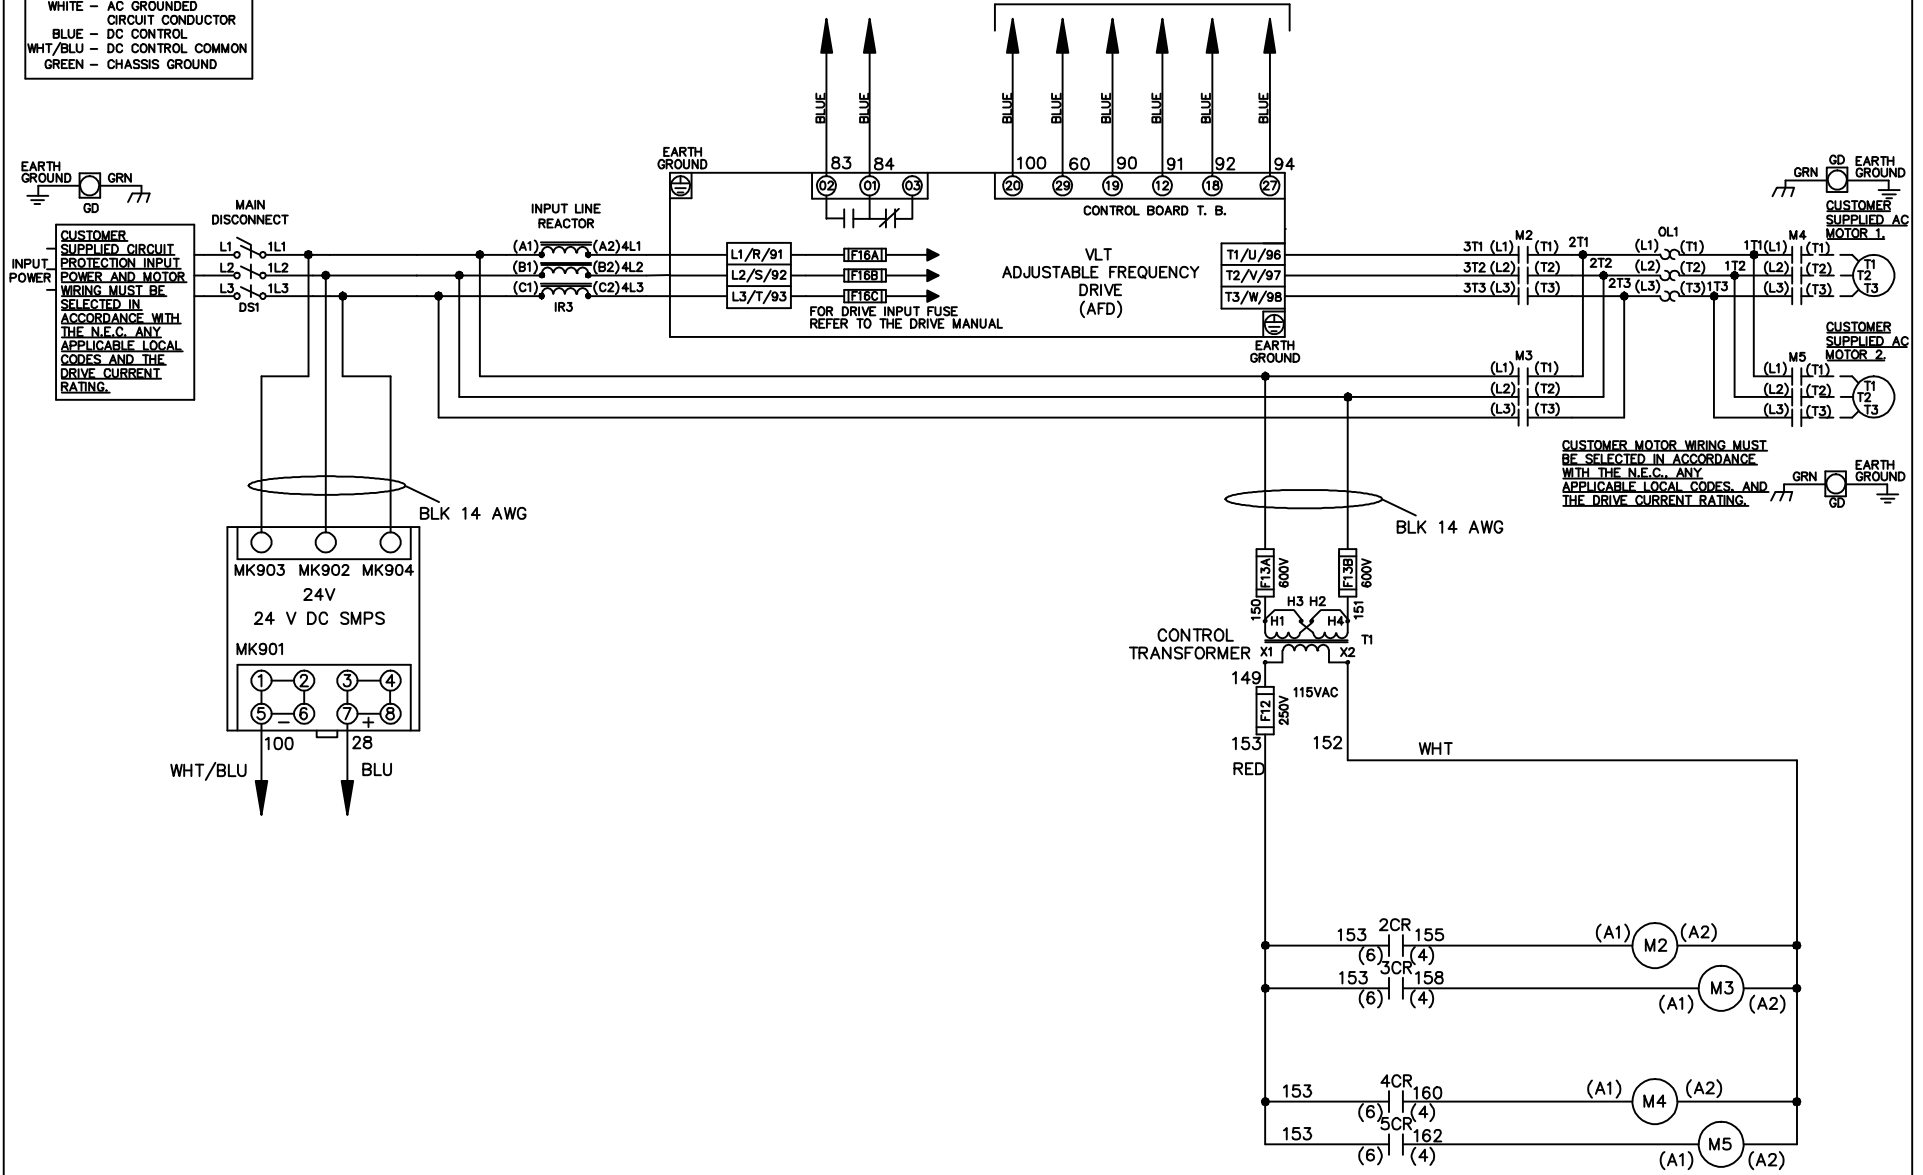 WHITE – AC GROUNDED
CIRCUIT CONDUCTOR
BLUE – DC CONTROL
WHT/BLU – DC CONTROL COMMON
GREEN – CHASSIS GROUND
BLUE
BLUE
BLUE
BLUE
BLUE
BLUE
BLUE
BLUE
EARTH
GROUND
GRN
GD
INPUT
POWER
CUSTOMER
SUPPLIED CIRCUIT
PROTECTION INPUT
POWER AND MOTOR
WIRING MUST BE
SELECTED IN
ACCORDANCE WITH
THE N.E.C. ANY
APPLICABLE LOCAL
CODES AND THE
DRIVE CURRENT
RATING.
MAIN
DISCONNECT
L1 1L1
L2 1L2
L3 1L3
DS1
INPUT LINE
REACTOR
(A1) (A2) 4L1
(B1) (B2) 4L2
(C1) (C2) 4L3
IR3
EARTH
GROUND
83 84
02 01 03
100 60 90 91 92 94
20 29 19 12 18 27
CONTROL BOARD T. B.
L1/R/91 F16A
L2/S/92 F16B
L3/T/93 F16C
FOR DRIVE INPUT FUSE
REFER TO THE DRIVE MANUAL
VLT
ADJUSTABLE FREQUENCY
DRIVE
(AFD)
T1/U/96
T2/V/97
T3/W/98
EARTH
GROUND
M2
3T1 (L1) (T1) 2T1
3T2 (L2) (T2) 2T2
3T3 (L3) (T3) 2T3
OL1
(L1) (T1) 1T1
(L2) (T2) 1T2
(L3) (T3) 1T3
M4
(L1) (T1)
(L2) (T2)
(L3) (T3)
T1
T2
T3
GD
GRN
EARTH
GROUND
CUSTOMER
SUPPLIED AC
MOTOR 1.
M3
(L1) (T1)
(L2) (T2)
(L3) (T3)
CUSTOMER
SUPPLIED AC
MOTOR 2.
M5
(L1) (T1)
(L2) (T2)
(L3) (T3)
T1
T2
T3
CUSTOMER MOTOR WIRING MUST
BE SELECTED IN ACCORDANCE
WITH THE N.E.C., ANY
APPLICABLE LOCAL CODES, AND
THE DRIVE CURRENT RATING.
GRN
GD
EARTH
GROUND
BLK 14 AWG
MK903 MK902 MK904
24V
24 V DC SMPS
MK901
1 2 3 4
5 – 6 7 + 8
100 28
WHT/BLU BLU
BLK 14 AWG
F13A
600V
F13B
600V
150
151
H3 H2
H1 H4
T1
CONTROL
TRANSFORMER
X1 X2
149
115VAC
F12
250V
153 152
RED
WHT
2CR
153 155 (A1) M2 (A2)
(6) (4)
3CR
153 158 M3
(6) (4) (A1) (A2)
4CR
153 160 (A1) M4 (A2)
(6) (4)
5CR
153 162 M5
(6) (4) (A1) (A2)